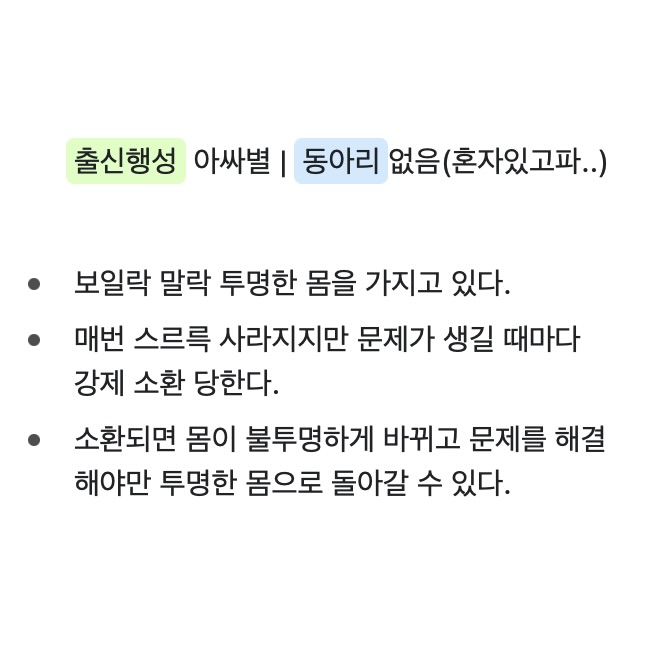 출신행성 아싸별 | 동아리 없음(혼자있고파..)
• 보일락 말락 투명한 몸을 가지고 있다.
• 매번 스르륵 사라지지만 문제가 생길 때마다
강제 소환 당한다.
• 소환되면 몸이 불투명하게 바뀌고 문제를 해결
해야만 투명한 몸으로 돌아갈 수 있다.